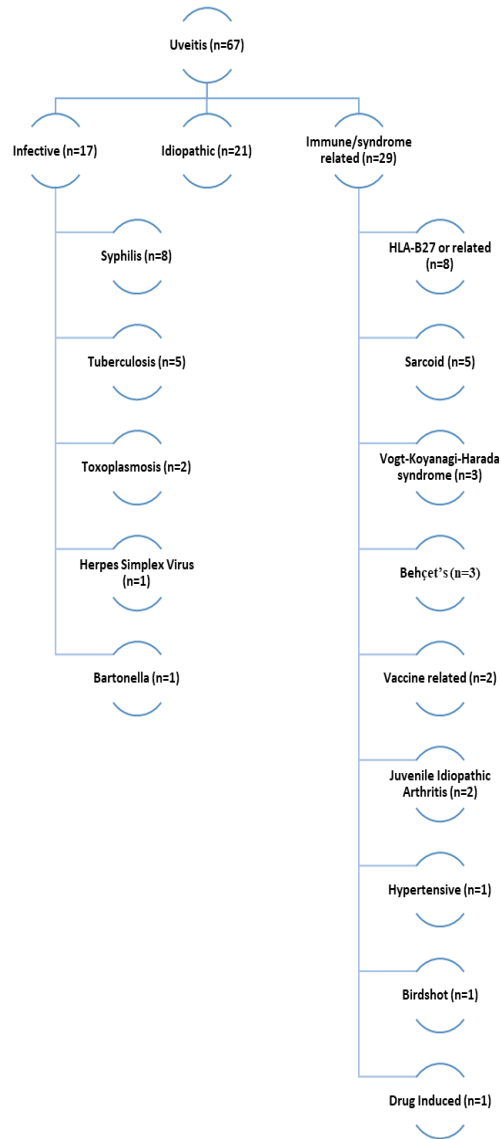 Uveitis (n=67)
Infective (n=17)
Idiopathic (n=21)
Immune/syndrome
related (n=29)
Syphilis (n=8)
Tuberculosis (n=5)
Toxoplasmosis (n=2)
Herpes Simplex Virus
(n=1)
Bartonella (n=1)
HLA-B27 or related
(n=8)
Sarcoid (n=5)
Vogt-Koyanagi-Harada
syndrome (n=3)
Behçet's (n=3)
Vaccine related (n=2)
Juvenile Idiopathic
Arthritis (n=2)
Hypertensive (n=1)
Birdshot (n=1)
Drug Induced (n=1)